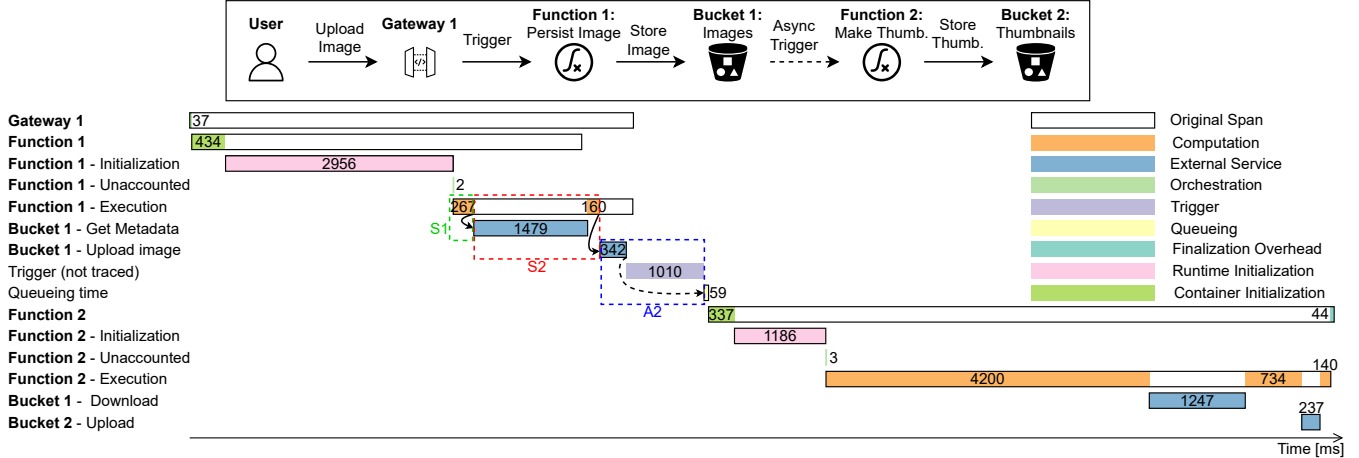 User
Upload
Image
Gateway 1
Trigger
Function 1:
Persist Image
Store
Image
Bucket 1:
Images
Async
Trigger
Function 2:
Make Thumb.
Store
Thumb.
Bucket 2:
Thumbnails
Gateway 1 37 Original Span
Function 1 434 Computation
Function 1 - Initialization 2956 External Service
Function 1 - Unaccounted 2 Orchestration
Function 1 - Execution 267 160 Trigger
Bucket 1 - Get Metadata S1 1479 Queueing
Bucket 1 - Upload image 342 Finalization Overhead
Trigger (not traced) S2 1010 Runtime Initialization
Queueing time 59 Container Initialization
A2
Function 2 337 44
Function 2 - Initialization 1186
Function 2 - Unaccounted 3
140
Function 2 - Execution 4200 734
Bucket 1 - Download 1247
237
Bucket 2 - Upload
Time [ms]